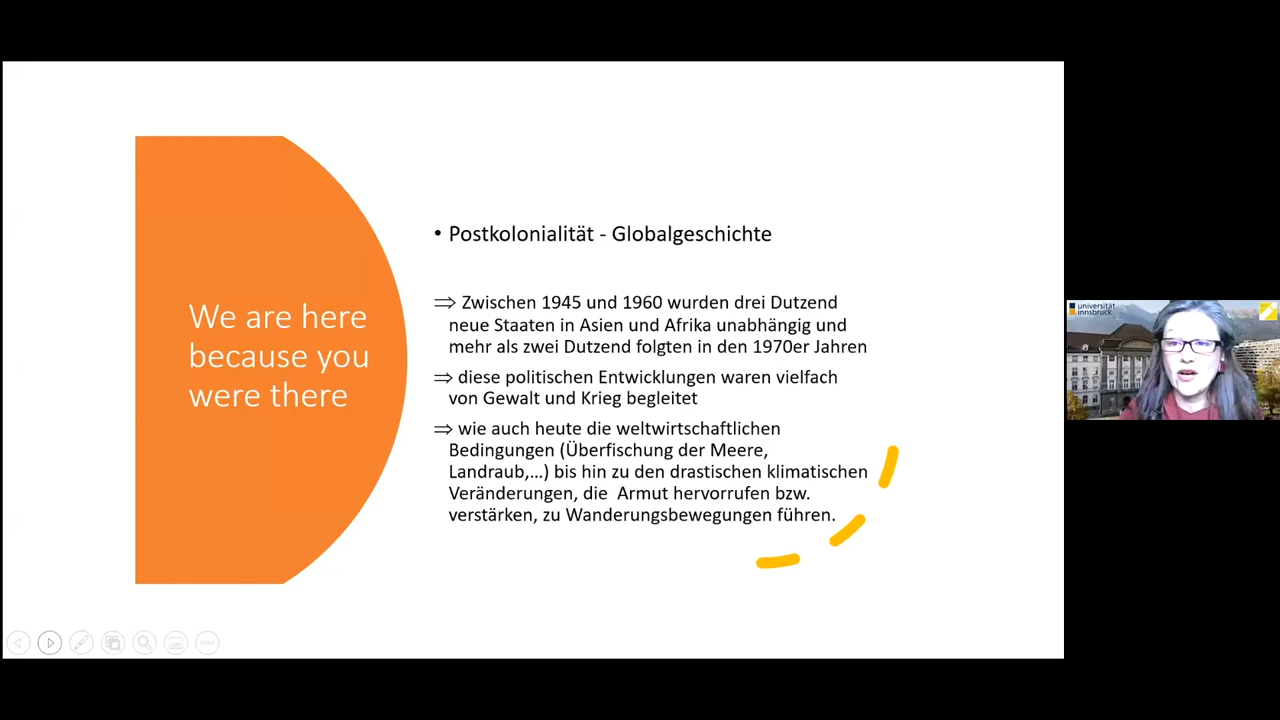 We are here
because you
were there
• Postkolonialität - Globalgeschichte
⇒ Zwischen 1945 und 1960 wurden drei Dutzend
neue Staaten in Asien und Afrika unabhängig und
mehr als zwei Dutzend folgten in den 1970er Jahren
⇒ diese politischen Entwicklungen waren vielfach
von Gewalt und Krieg begleitet
⇒ wie auch heute die weltwirtschaftlichen
Bedingungen (Überfischung der Meere,
Landraub,...) bis hin zu den drastischen klimatischen
Veränderungen, die Armut hervorrufen bzw.
verstärken, zu Wanderungsbewegungen führen.
universität
innsbruck